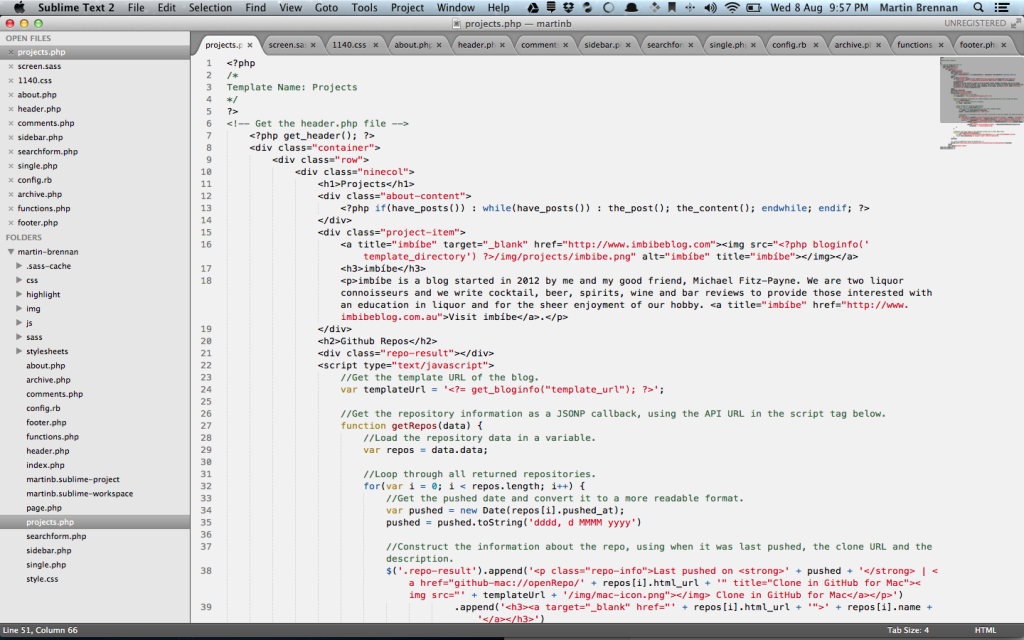 Sublime Text 2 File Edit Selection Find View Goto Tools Project Window Help Wed 8 Aug 9:57 PM Martin Brennan
projects.php — martinb UNREGISTERED
OPEN FILES
projects.php
screen.sass
1140.css
about.php
header.php
comments.php
sidebar.php
searchform.php
single.php
config.rb
archive.php
functions.php
footer.php
FOLDERS
martin-brennan
.sass-cache
css
highlight
img
js
sass
stylesheets
about.php
archive.php
comments.php
config.rb
footer.php
functions.php
header.php
index.php
martinb.sublime-project
martinb.sublime-workspace
page.php
projects.php
searchform.php
sidebar.php
single.php
style.css
projects.p × screen.sa × 1140.css × about.php × header.pl × comment × sidebar.p × searchfor × single.ph × config.rb × archive.p × functions × footer.ph ×
1 <?php
2 /*
3 Template Name: Projects
4 */
5 ?>
6 <!-- Get the header.php file -->
7 <?php get_header(); ?>
8 <div class="container">
9 <div class="row">
10 <div class="ninecol">
11 <h1>Projects</h1>
12 <div class="about-content">
13 <?php if(have_posts()) : while(have_posts()) : the_post(); the_content(); endwhile; endif; ?>
14 </div>
15 <div class="project-item">
16 <a title="imbíbe" target="_blank" href="http://www.imbibeblog.com"><img src="<?php bloginfo('
template_directory') ?>/img/projects/imbibe.png" alt="imbíbe" title="imbíbe"></img></a>
17 <h3>imbíbe</h3>
18 <p>imbíbe is a blog started in 2012 by me and my good friend, Michael Fitz-Payne. We are two liquor
connoisseurs and we write cocktail, beer, spirits, wine and bar reviews to provide those interested with
an education in liquor and for the sheer enjoyment of our hobby. <a title="imbíbe" href="http://www.
imbibeblog.com.au">Visit imbíbe</a>.</p>
19 </div>
20 <h2>Github Repos</h2>
21 <div class="repo-result"></div>
22 <script type="text/javascript">
23 //Get the template URL of the blog.
24 var templateUrl = '<?= get_bloginfo("template_url"); ?>';
25
26 //Get the repository information as a JSONP callback, using the API URL in the script tag below.
27 function getRepos(data) {
28 //Load the repository data in a variable.
29 var repos = data.data;
30
31 //Loop through all returned repositories.
32 for(var i = 0; i < repos.length; i++) {
33 //Get the pushed date and convert it to a more readable format.
34 var pushed = new Date(repos[i].pushed_at);
35 pushed = pushed.toString('dddd, d MMMM yyyy')
36
37 //Construct the information about the repo, using when it was last pushed, the clone URL and the
description.
38 $('.repo-result').append('<p class="repo-info">Last pushed on <strong>' + pushed + '</strong> | <
a href="github-mac://openRepo/' + repos[i].html_url + '" title="Clone in GitHub for Mac"><
img src="' + templateUrl + '/img/mac-icon.png"></img> Clone in GitHub for Mac</a></p>')
39 .append('<h3><a target="_blank" href="' + repos[i].html_url + '">' + repos[i].name +
'</a></h3>')
Line 51, Column 66 Tab Size: 4 HTML